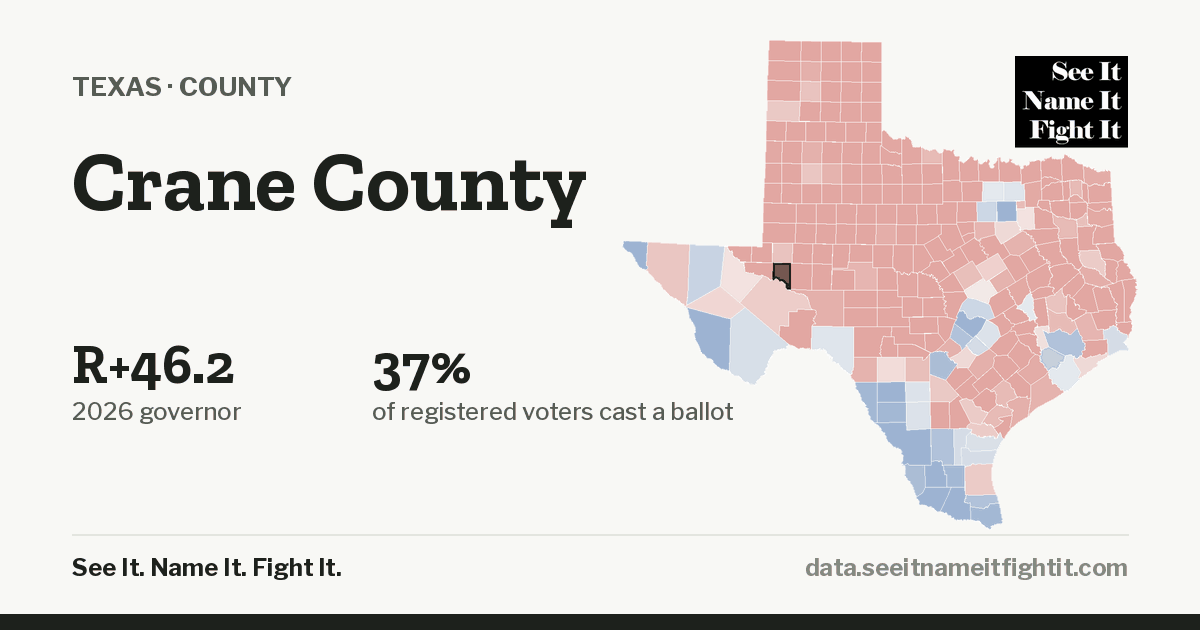 TEXAS · COUNTY
See It
Name It
Fight It
Crane County
R+46.2
2026 governor
37%
of registered voters cast a ballot
See It. Name It. Fight It.
data.seeitnameitfightit.com